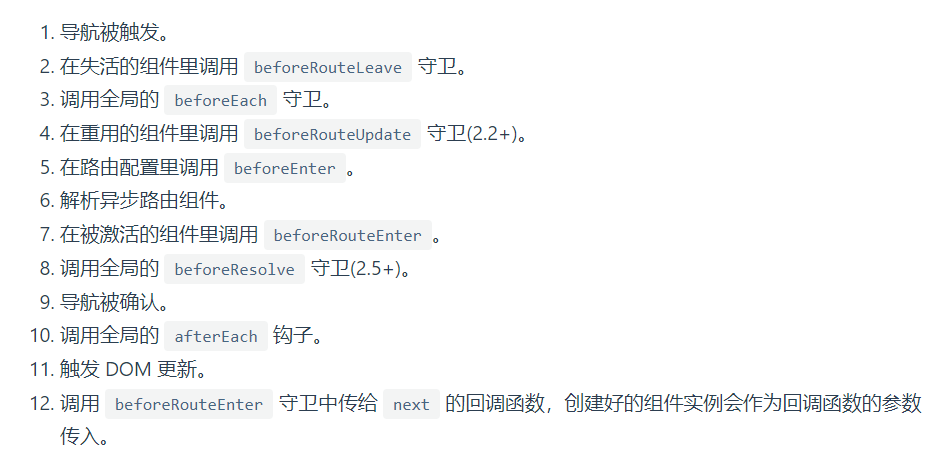 1. 导航被触发。
2. 在失活的组件里调用 beforeRouteLeave 守卫。
3. 调用全局的 beforeEach 守卫。
4. 在重用的组件里调用 beforeRouteUpdate 守卫(2.2+)。
5. 在路由配置里调用 beforeEnter。
6. 解析异步路由组件。
7. 在被激活的组件里调用 beforeRouteEnter。
8. 调用全局的 beforeResolve 守卫(2.5+)。
9. 导航被确认。
10. 调用全局的 afterEach 钩子。
11. 触发 DOM 更新。
12. 调用 beforeRouteEnter 守卫中传给 next 的回调函数，创建好的组件实例会作为回调函数的参数
传入。